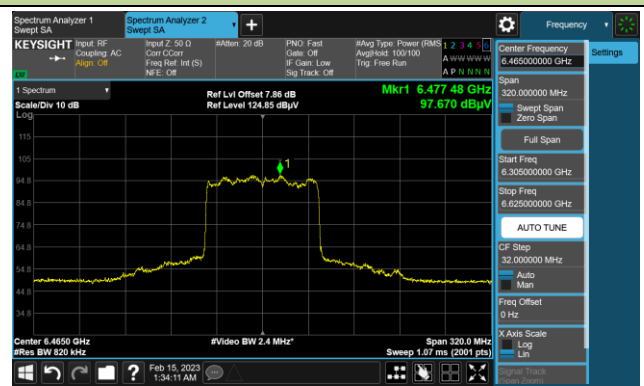 Spectrum Analyzer 1
Swept SA
Spectrum Analyzer 2
Swept SA
Frequency
KEYSIGHT
Input: RF
Coupling: AC
Align: Off
Input Z: 50 Ω
Corr CCorr
Freq Ref: Int (S)
NFE: Off
#Atten: 20 dB
PNO: Fast
Gate: Off
IF Gain: Low
Sig Track: Off
#Avg Type: Power (RMS
Avg|Hold: 100/100
Trig: Free Run
1 2 3 4 5 6
A W W W W W
A P N N N N
LW
1 Spectrum
Scale/Div 10 dB
Log
Ref Lvl Offset 7.86 dB
Ref Level 124.85 dBµV
Mkr1 6.477 48 GHz
97.670 dBµV
1
115
105
94.8
84.8
74.8
64.8
54.8
44.8
34.8
Center 6.4650 GHz
#Res BW 820 kHz
#Video BW 2.4 MHz*
Span 320.0 MHz
Sweep 1.07 ms (2001 pts)
Feb 15, 2023
1:34:11 AM
Center Frequency
6.465000000 GHz
Settings
Span
320.000000 MHz
Swept Span
Zero Span
Full Span
Start Freq
6.305000000 GHz
Stop Freq
6.625000000 GHz
AUTO TUNE
CF Step
32.000000 MHz
Auto
Man
Freq Offset
0 Hz
X Axis Scale
Log
Lin
Signal Track
(Span Zoom)